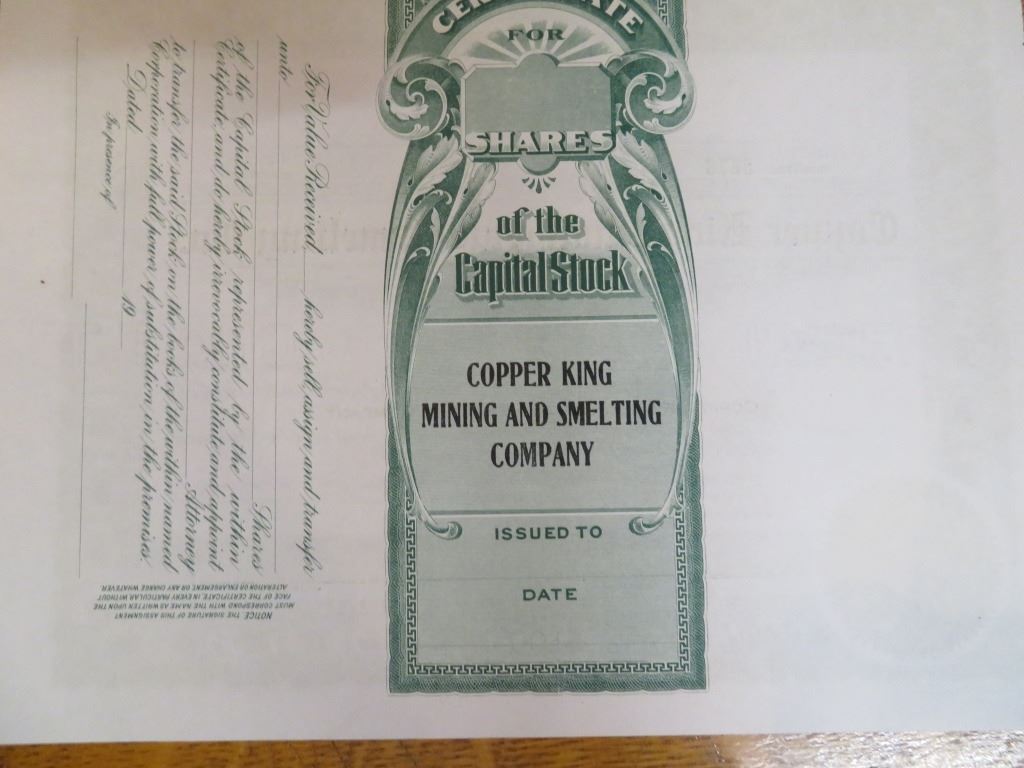 CERTIFICATE
FOR
SHARES
of the
Capital Stock
COPPER KING
MINING AND SMELTING
COMPANY
ISSUED TO
DATE
For Value Received hereby sell, assign and transfer
unto
Shares
of the Capital Stock represented by the within
Certificate and do hereby irrevocably constitute and appoint
Attorney
to transfer the said Stock on the books of the within named
Corporation with full power of substitution in the premises.
Dated 19
In presence of
NOTICE. THE SIGNATURE OF THIS ASSIGNMENT
MUST CORRESPOND WITH THE NAME AS WRITTEN UPON THE
FACE OF THE CERTIFICATE, IN EVERY PARTICULAR WITHOUT
ALTERATION OR ENLARGEMENT, OR ANY CHANGE WHATEVER.